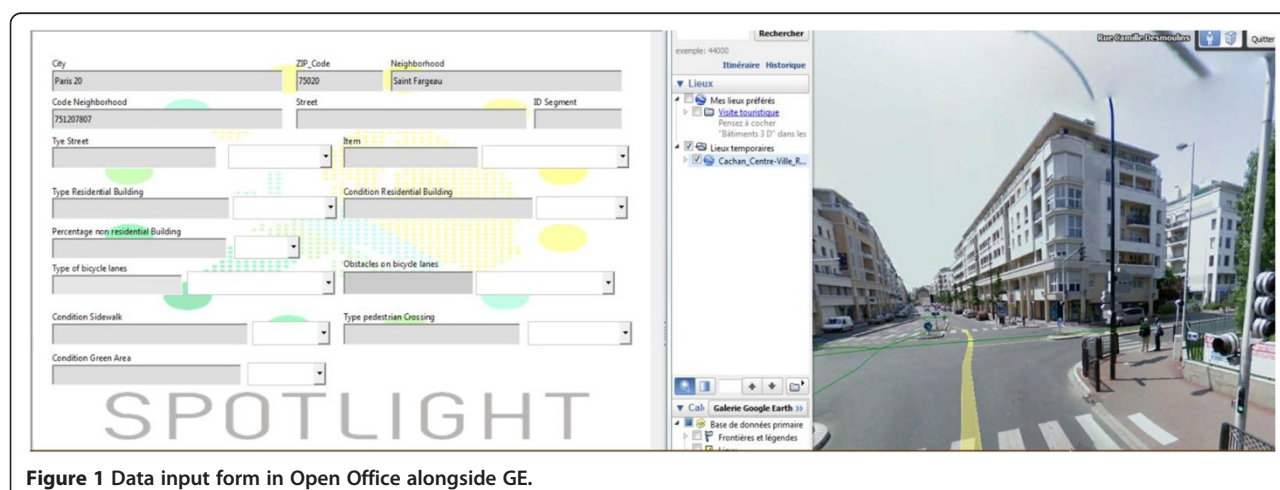 City ZIP_Code Neighborhood
Paris 20 75020 Saint Fargeau
Code Neighborhood Street ID Segment
751207807
Tye Street Item
Type Residential Building Condition Residential Building
Percentage non residential Building
Type of bicycle lanes Obstacles on bicycle lanes
Condition Sidewalk Type pedestrian Crossing
Condition Green Area
SPOTLIGHT
Rechercher
exemple: 44000
Itinéraire Historique
Lieux
Mes lieux préférés
Visite touristique
Pensez à cocher
"Bâtiments 3 D" dans les
Lieux temporaires
Cachan_Centre-Ville_R...
Cal Galerie Google Earth >>
Base de données primaire
Frontières et légendes
Rue Camille Desmoulins Quitter
Figure 1 Data input form in Open Office alongside GE.